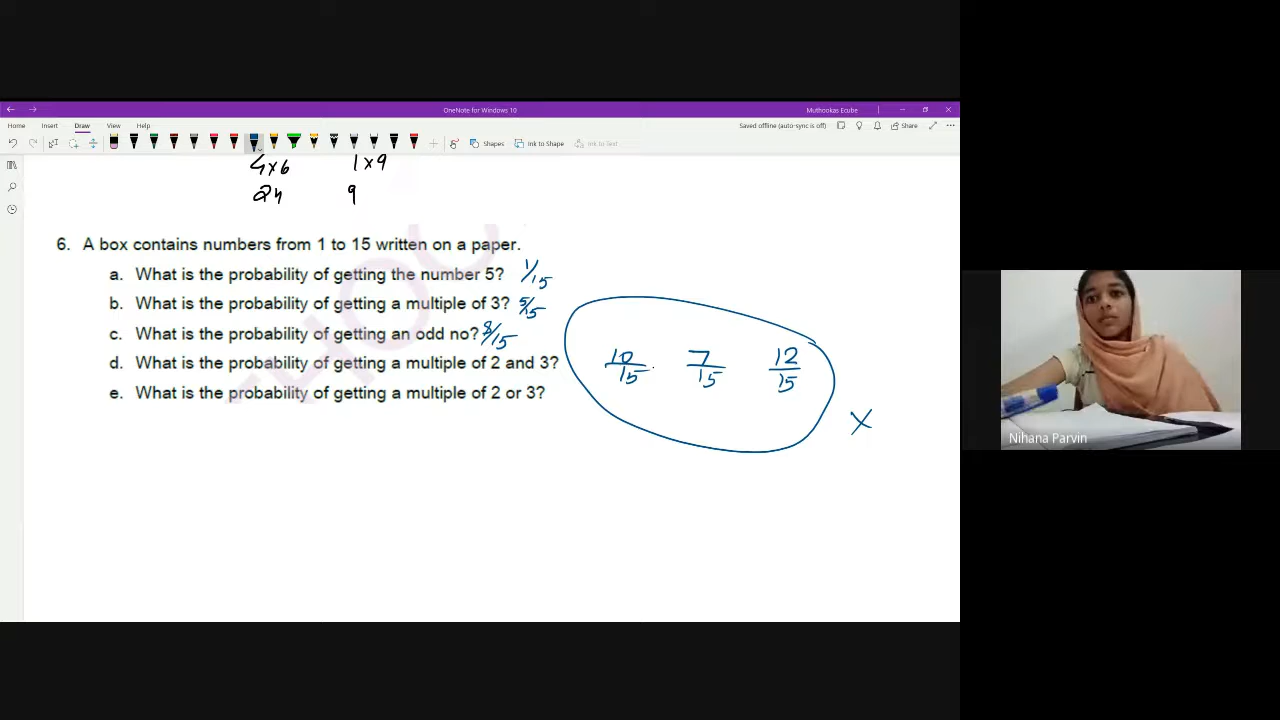 OneNote for Windows 10
Muthookas Ecube
Home Insert Draw View Help
Saved offline (auto-sync is off)
Share
Shapes Ink to Shape Ink to Text
4x6 1x9
24 9
6. A box contains numbers from 1 to 15 written on a paper.
a. What is the probability of getting the number 5? 1/15
b. What is the probability of getting a multiple of 3? 5/15
c. What is the probability of getting an odd no? 8/15
d. What is the probability of getting a multiple of 2 and 3?
10/15 7/15 12/15
e. What is the probability of getting a multiple of 2 or 3?
X
Nihana Parvin